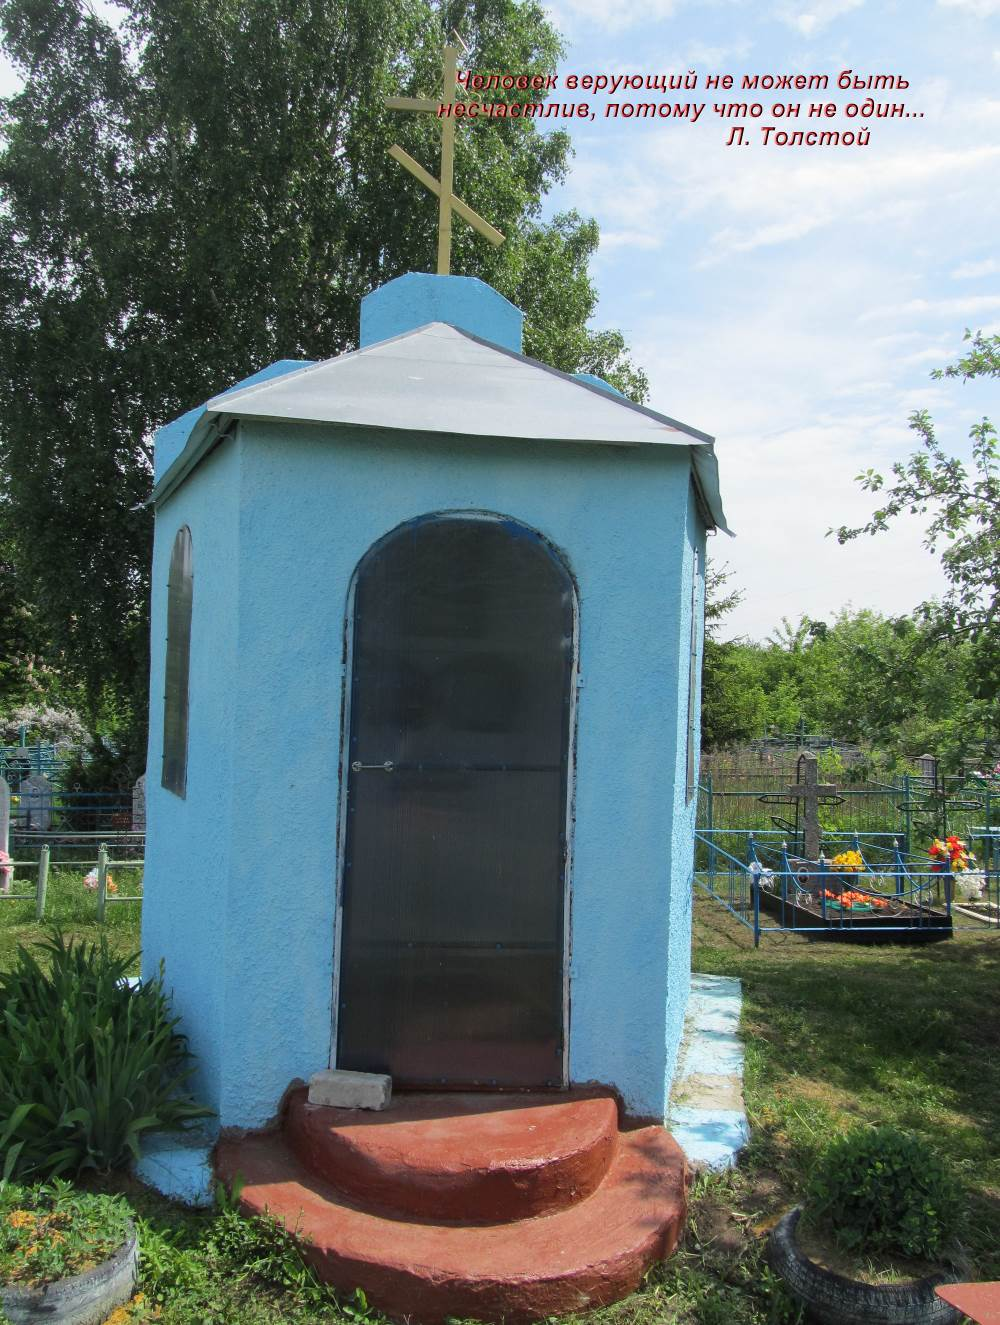 Человек верующий не может быть
несчастлив, потому что он не один...
Л. Толстой